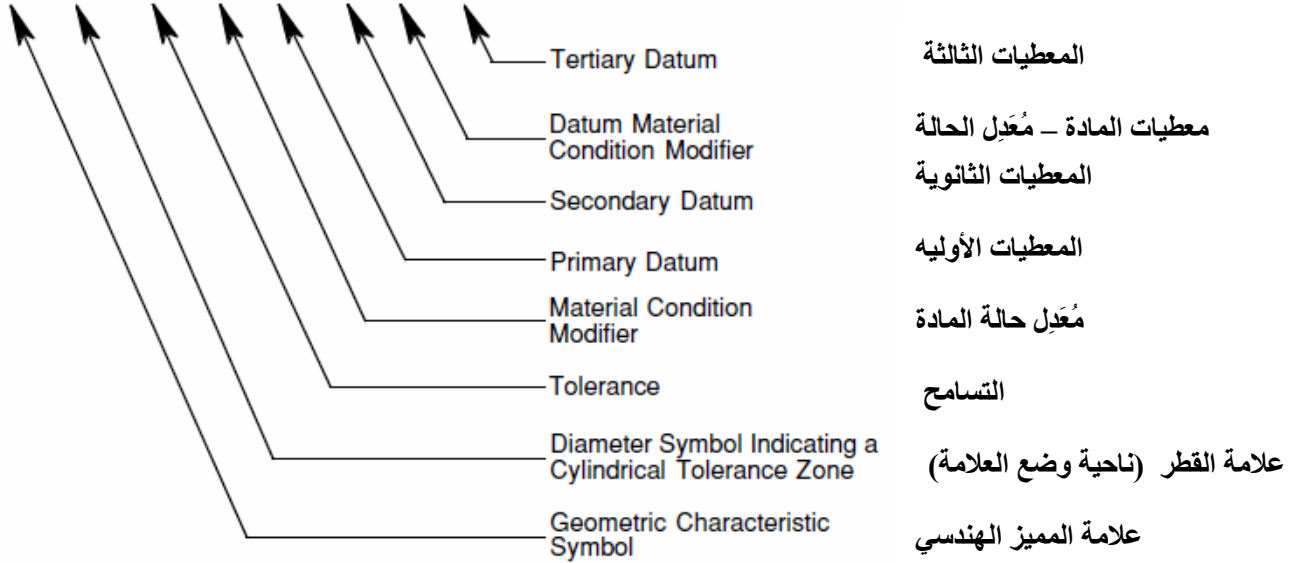 Tertiary Datum
المعطيات الثالثة
Datum Material
Condition Modifier
معطيات المادة – مُعَدِل الحالة
Secondary Datum
المعطيات الثانوية
Primary Datum
المعطيات الأوليه
Material Condition
Modifier
مُعَدِل حالة المادة
Tolerance
التسامح
Diameter Symbol Indicating a
Cylindrical Tolerance Zone
علامة القطر (ناحية وضع العلامة)
Geometric Characteristic
Symbol
علامة المميز الهندسي